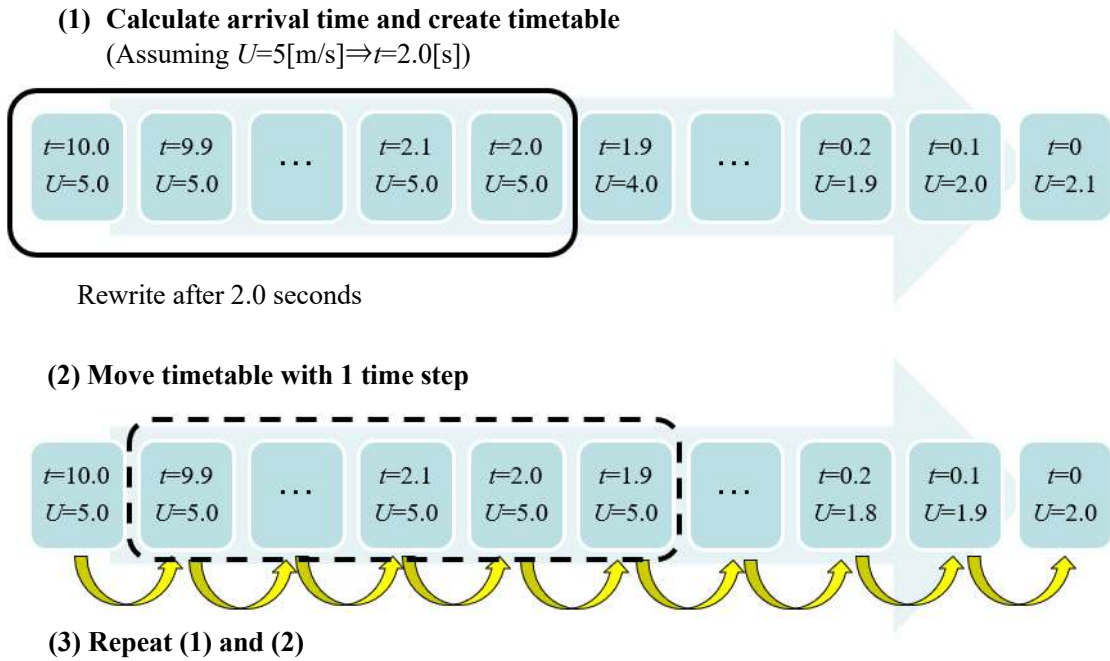 (1) Calculate arrival time and create timetable
(Assuming U=5[m/s]⇒t=2.0[s])
t=10.0 t=9.9 ... t=2.1 t=2.0 t=1.9 ... t=0.2 t=0.1 t=0
U=5.0 U=5.0 U=5.0 U=5.0 U=4.0 U=1.9 U=2.0 U=2.1
Rewrite after 2.0 seconds
(2) Move timetable with 1 time step
t=10.0 t=9.9 ... t=2.1 t=2.0 t=1.9 ... t=0.2 t=0.1 t=0
U=5.0 U=5.0 U=5.0 U=5.0 U=5.0 U=1.8 U=1.9 U=2.0
(3) Repeat (1) and (2)